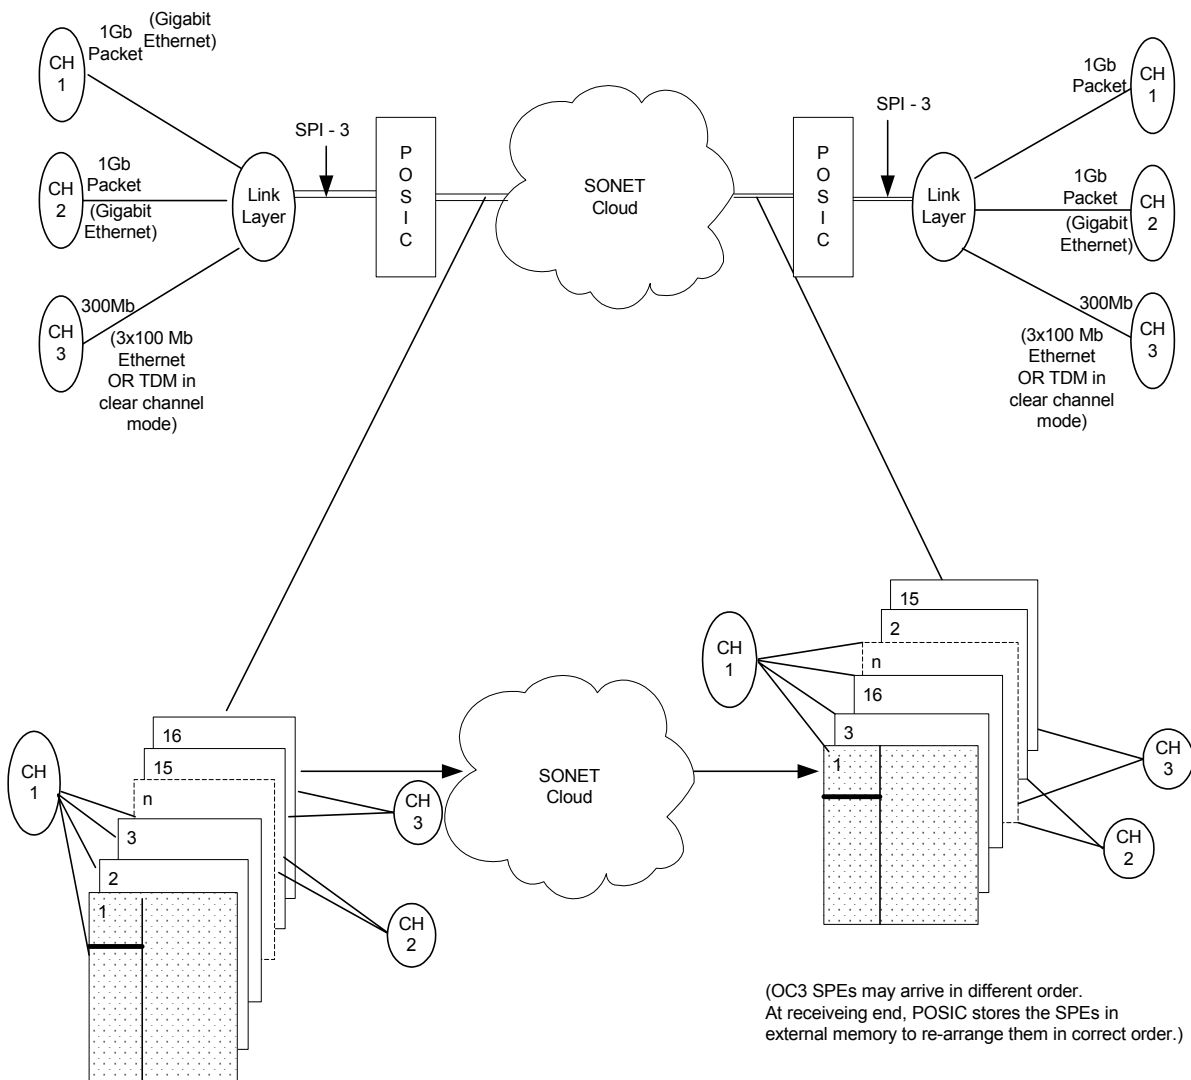 CH
1
1Gb
Packet
(Gigabit
Ethernet)
CH
2
1Gb
Packet
(Gigabit
Ethernet)
CH
3
300Mb
(3x100 Mb
Ethernet
OR TDM in
clear channel
mode)
Link
Layer
SPI - 3
P
O
S
I
C
SONET
Cloud
P
O
S
I
C
SPI - 3
Link
Layer
1Gb
Packet
CH
1
1Gb
Packet
(Gigabit
Ethernet)
CH
2
300Mb
(3x100 Mb
Ethernet
OR TDM in
clear channel
mode)
CH
3
CH
1
16
15
n
3
2
1
CH
3
CH
2
SONET
Cloud
CH
1
15
2
n
16
3
1
CH
3
CH
2
(OC3 SPEs may arrive in different order.
At receiveing end, POSIC stores the SPEs in
external memory to re-arrange them in correct order.)